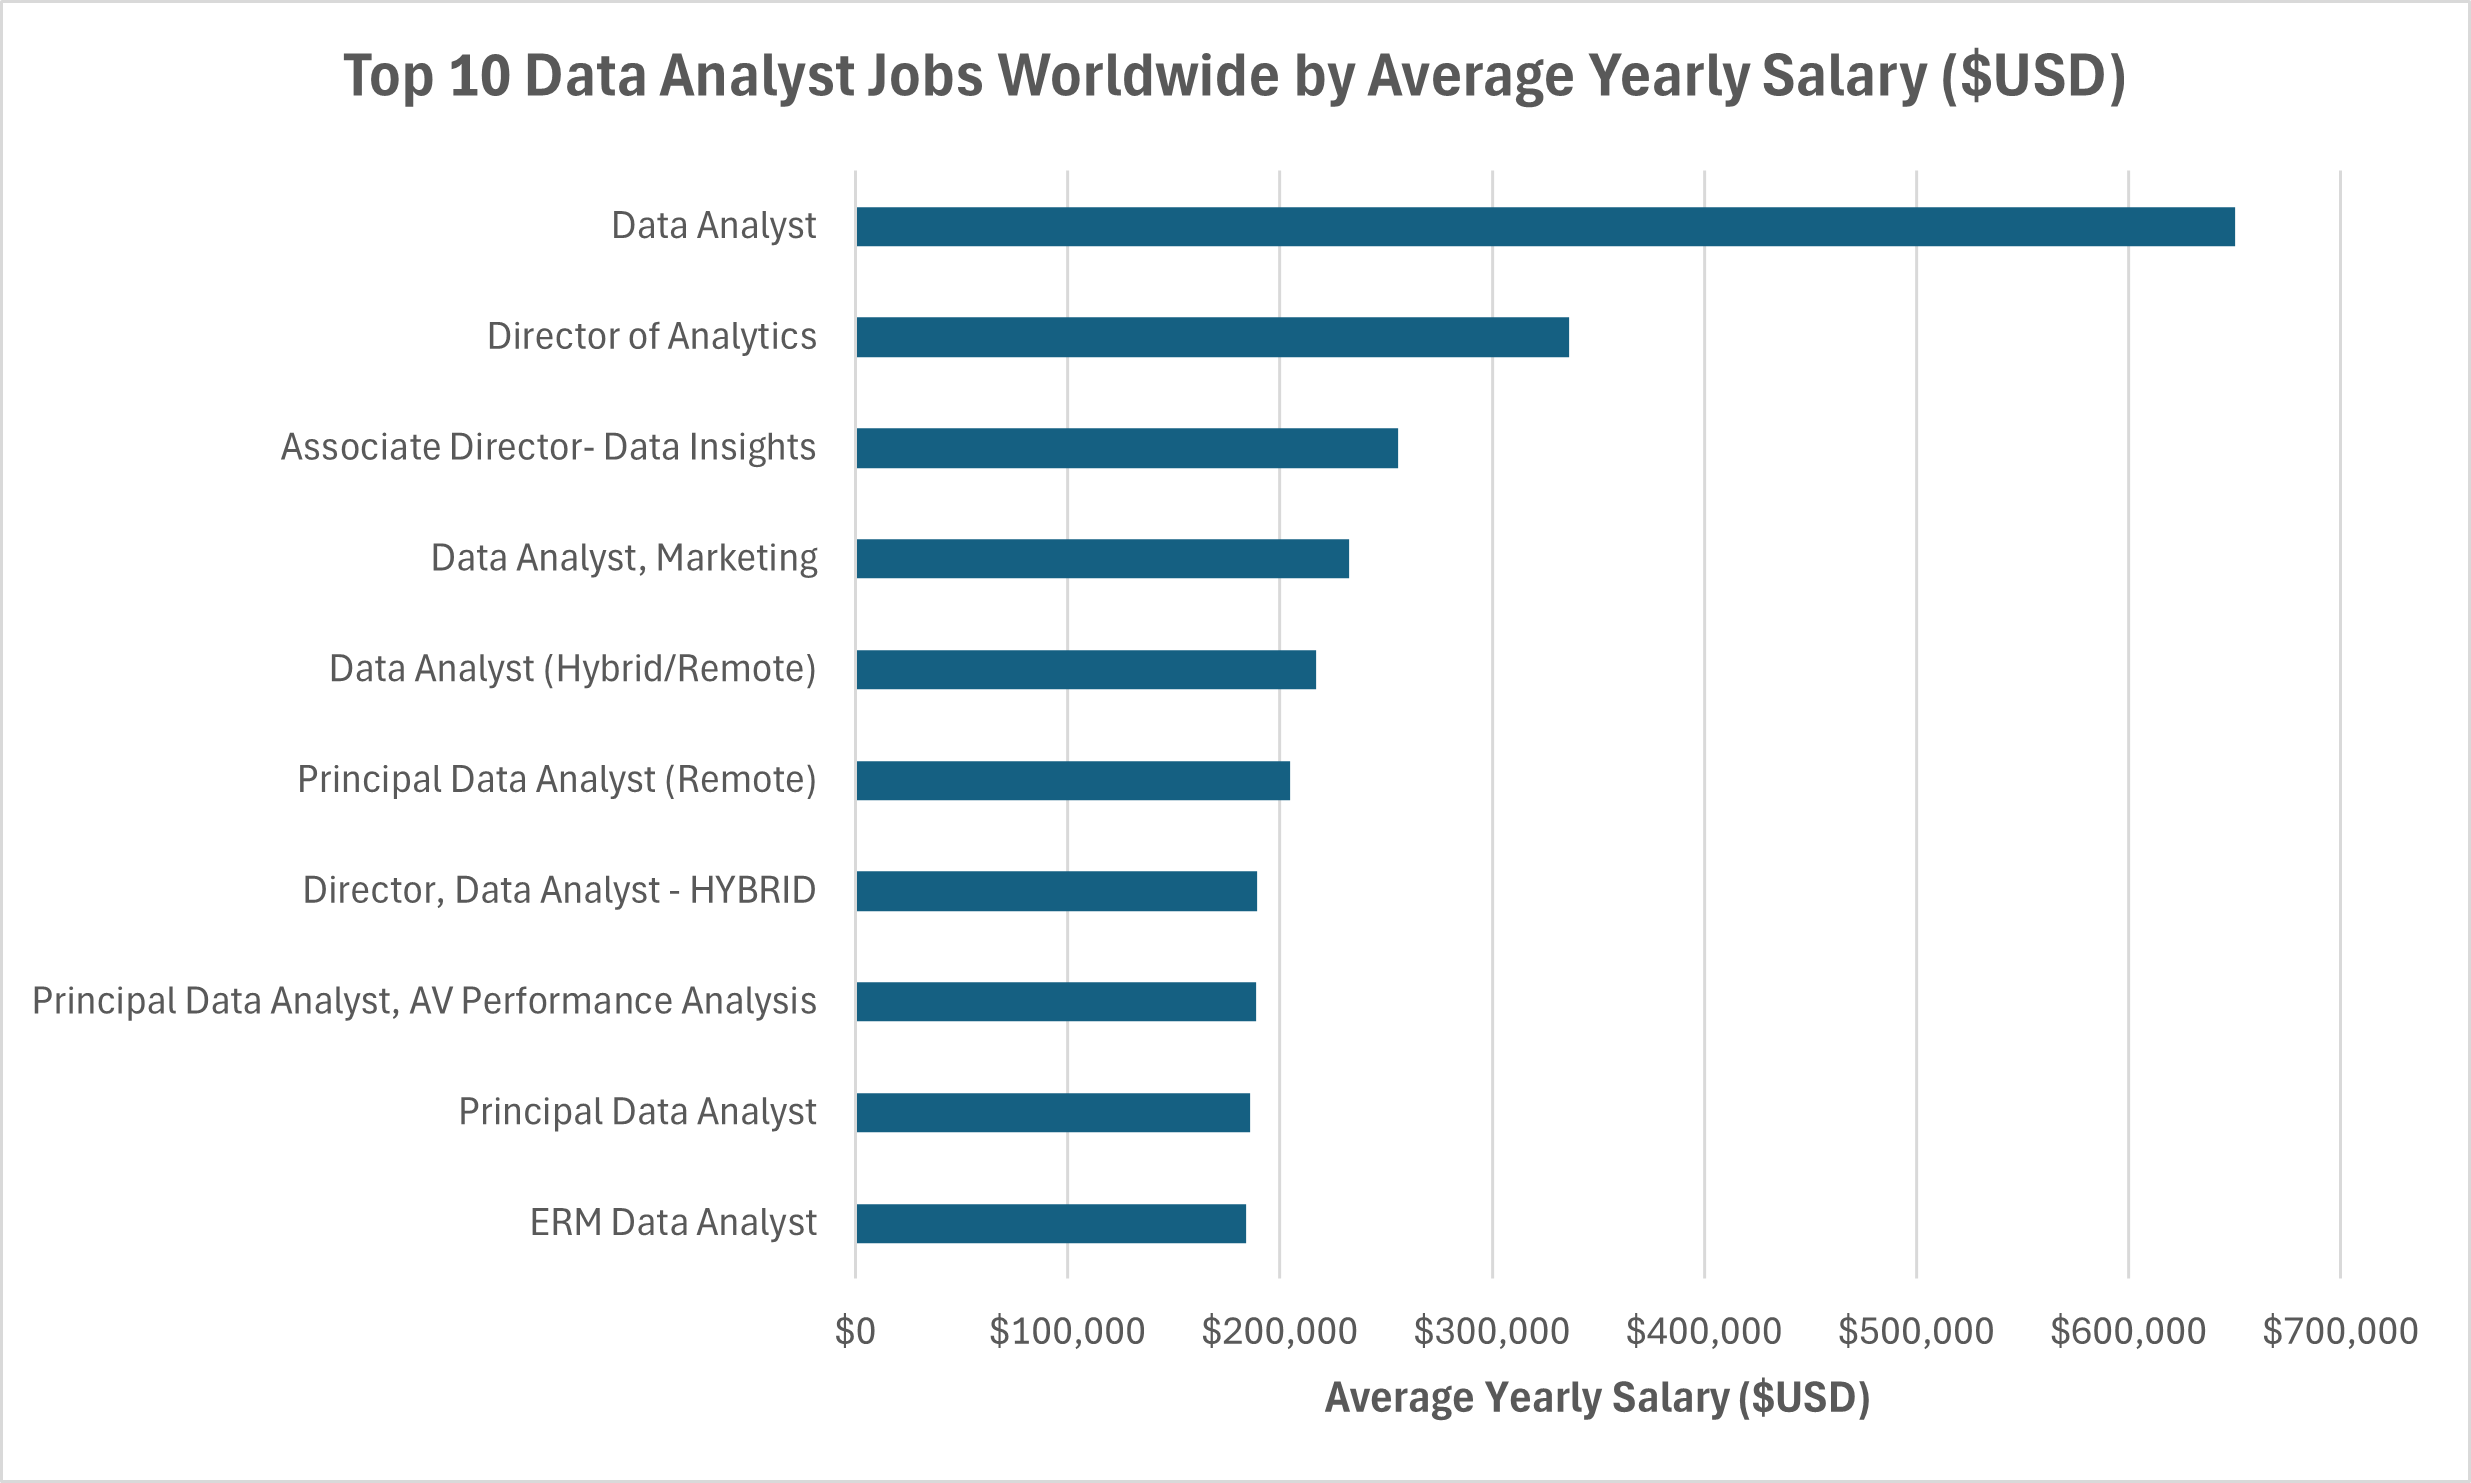 Top 10 Data Analyst Jobs Worldwide by Average Yearly Salary ($USD)
Data Analyst
Director of Analytics
Associate Director- Data Insights
Data Analyst, Marketing
Data Analyst (Hybrid/Remote)
Principal Data Analyst (Remote)
Director, Data Analyst - HYBRID
Principal Data Analyst, AV Performance Analysis
Principal Data Analyst
ERM Data Analyst
$0 $100,000 $200,000 $300,000 $400,000 $500,000 $600,000 $700,000
Average Yearly Salary ($USD)